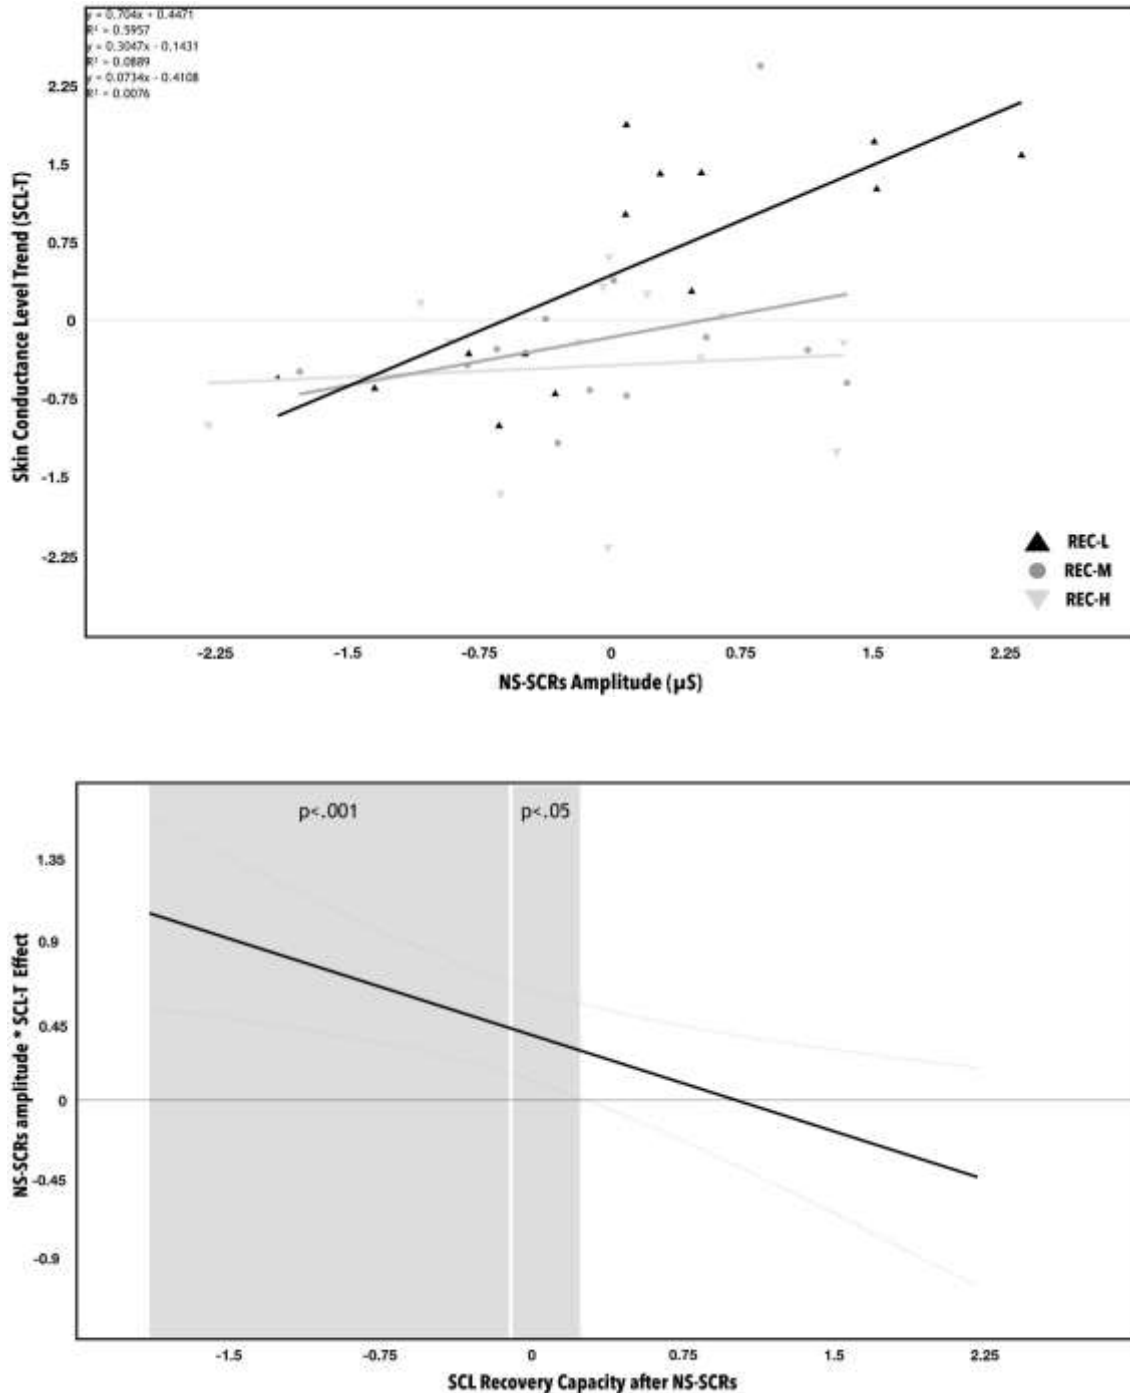 y = 0.704x + 0.4471
R² = 0.5957
y = 0.3047x - 0.1431
R² = 0.0889
y = 0.0734x - 0.4108
R² = 0.0076
2.25
1.5
0.75
0
-0.75
-1.5
-2.25
Skin Conductance Level Trend (SCL-T)
REC-L
REC-M
REC-H
-2.25 -1.5 -0.75 0 0.75 1.5 2.25
NS-SCRs Amplitude (µS)
p<.001 p<.05
1.35
0.9
0.45
0
-0.45
-0.9
NS-SCRs amplitude * SCL-T Effect
-1.5 -0.75 0 0.75 1.5 2.25
SCL Recovery Capacity after NS-SCRs